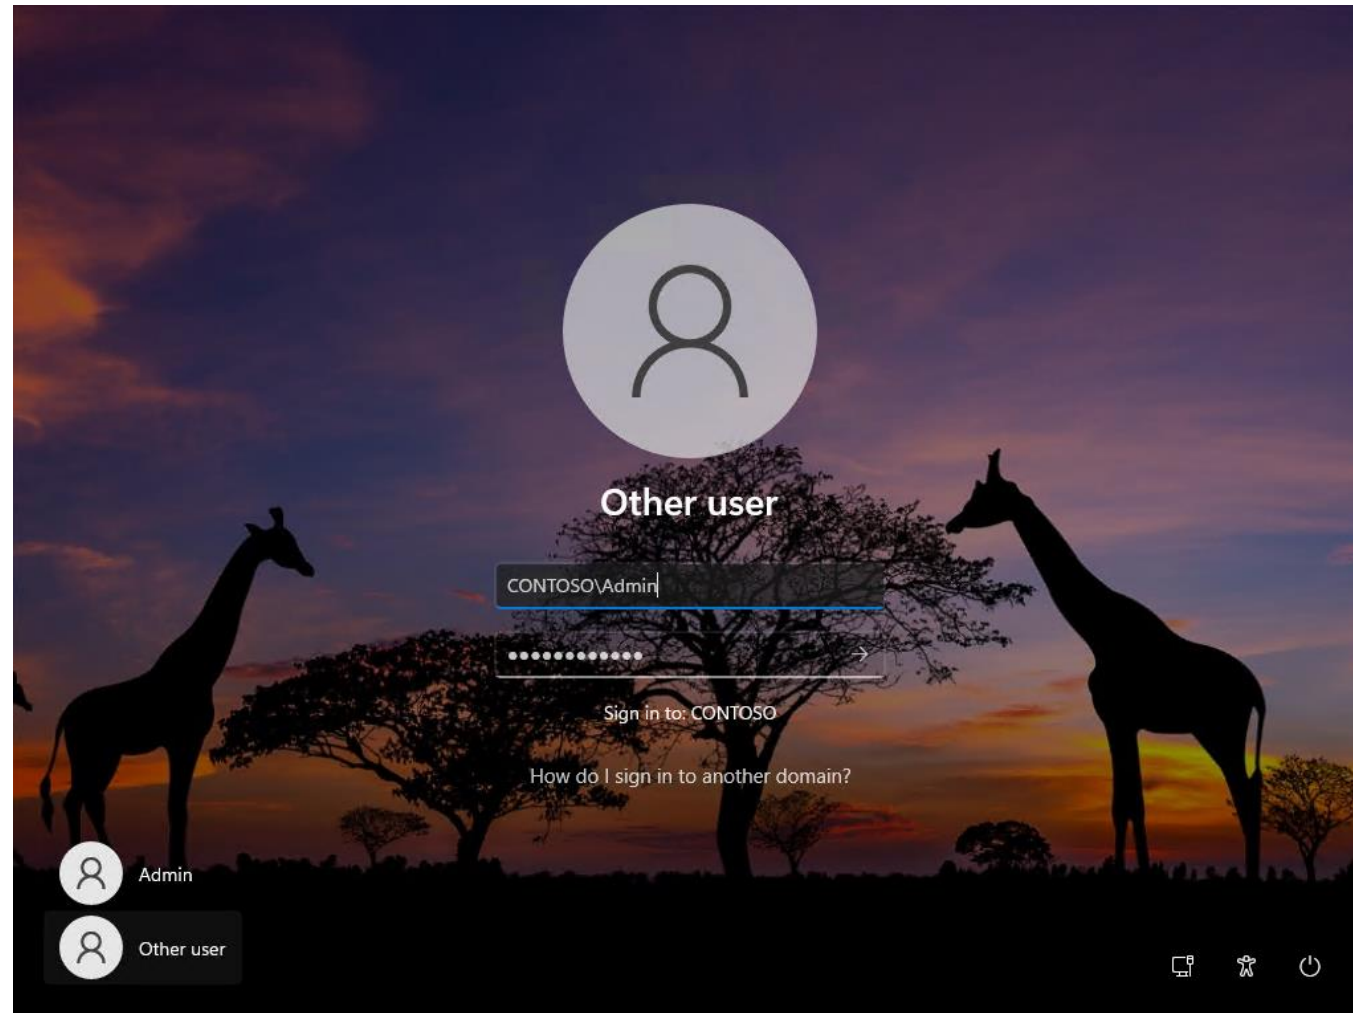 Other user
CONTOSO\Admin
Sign in to: CONTOSO
How do I sign in to another domain?
Admin
Other user